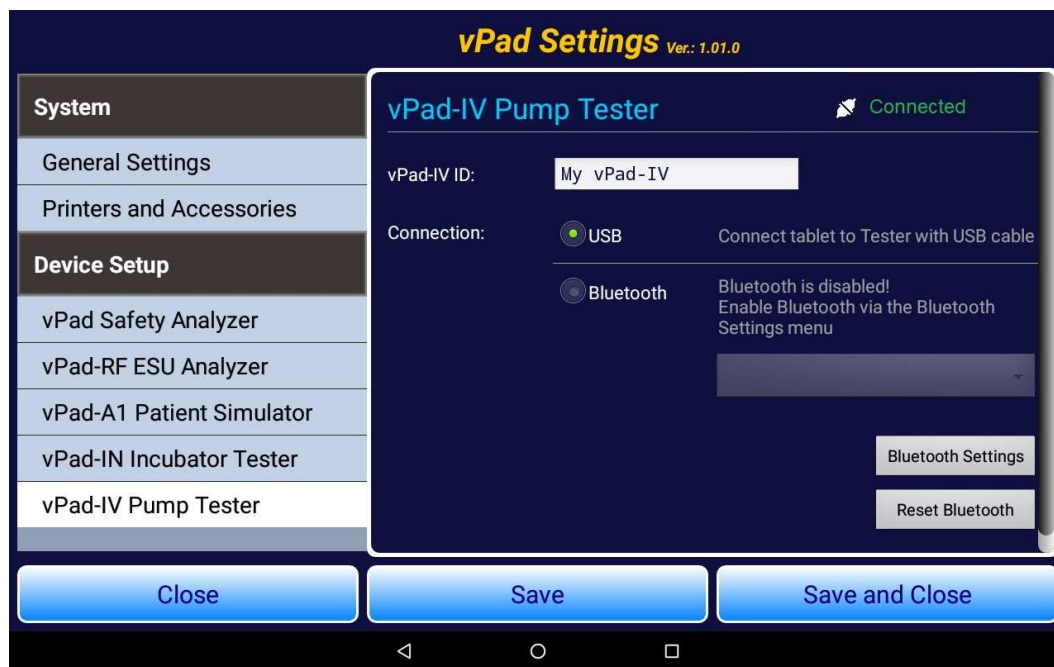 vPad Settings Ver.: 1.01.0
System
General Settings
Printers and Accessories
Device Setup
vPad Safety Analyzer
vPad-RF ESU Analyzer
vPad-A1 Patient Simulator
vPad-IN Incubator Tester
vPad-IV Pump Tester
vPad-IV Pump Tester
Connected
vPad-IV ID:
My vPad-IV
Connection:
USB
Connect tablet to Tester with USB cable
Bluetooth
Bluetooth is disabled!
Enable Bluetooth via the Bluetooth
Settings menu
Bluetooth Settings
Reset Bluetooth
Close
Save
Save and Close